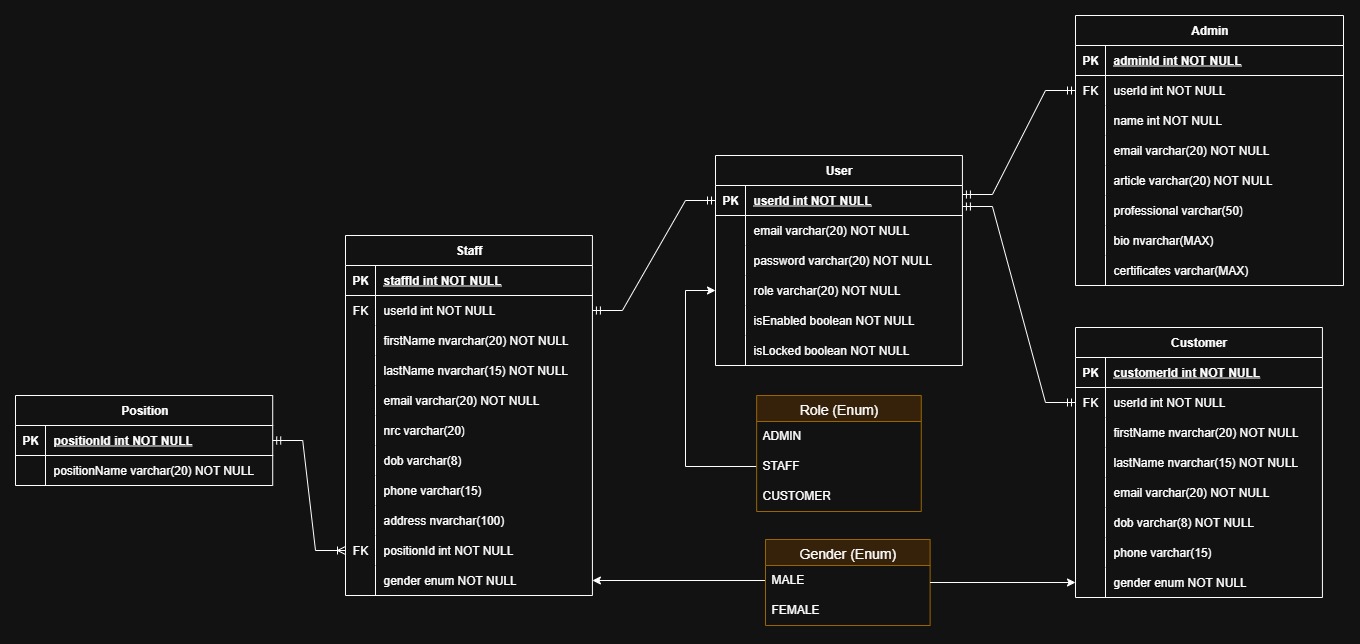 Admin
PK adminId int NOT NULL
FK userId int NOT NULL
name int NOT NULL
email varchar(20) NOT NULL
article varchar(20) NOT NULL
professional varchar(50)
bio nvarchar(MAX)
certificates varchar(MAX)
User
PK userId int NOT NULL
email varchar(20) NOT NULL
password varchar(20) NOT NULL
role varchar(20) NOT NULL
isEnabled boolean NOT NULL
isLocked boolean NOT NULL
Staff
PK staffId int NOT NULL
FK userId int NOT NULL
firstName nvarchar(20) NOT NULL
lastName nvarchar(15) NOT NULL
email varchar(20) NOT NULL
nrc varchar(20)
dob varchar(8)
phone varchar(15)
address nvarchar(100)
FK positionId int NOT NULL
gender enum NOT NULL
Customer
PK customerId int NOT NULL
FK userId int NOT NULL
firstName nvarchar(20) NOT NULL
lastName nvarchar(15) NOT NULL
email varchar(20) NOT NULL
dob varchar(8) NOT NULL
phone varchar(15)
gender enum NOT NULL
Position
PK positionId int NOT NULL
positionName varchar(20) NOT NULL
Role (Enum)
ADMIN
STAFF
CUSTOMER
Gender (Enum)
MALE
FEMALE